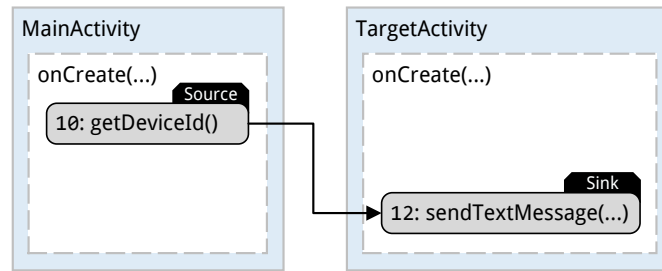 MainActivity
onCreate(...)
Source
10: getDeviceId()
TargetActivity
onCreate(...)
Sink
12: sendTextMessage(...)